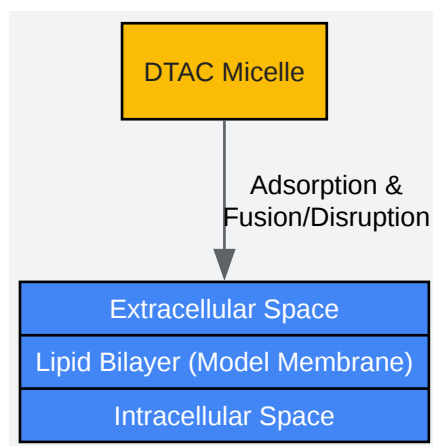 DTAC Micelle
Adsorption &
Fusion/Disruption
Extracellular Space
Lipid Bilayer (Model Membrane)
Intracellular Space